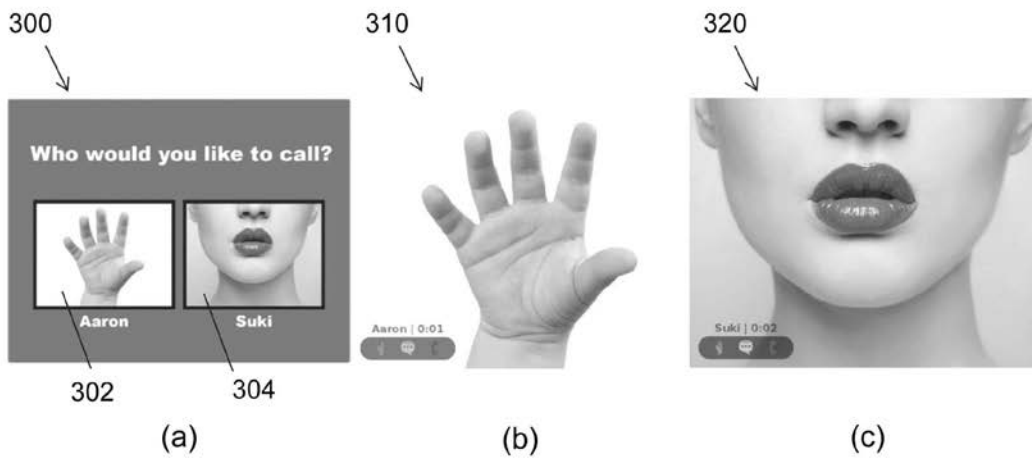 300
310
320
Who would you like to call?
Aaron
Suki
Aaron | 0:01
Suki | 0:02
302
304
(a)
(b)
(c)